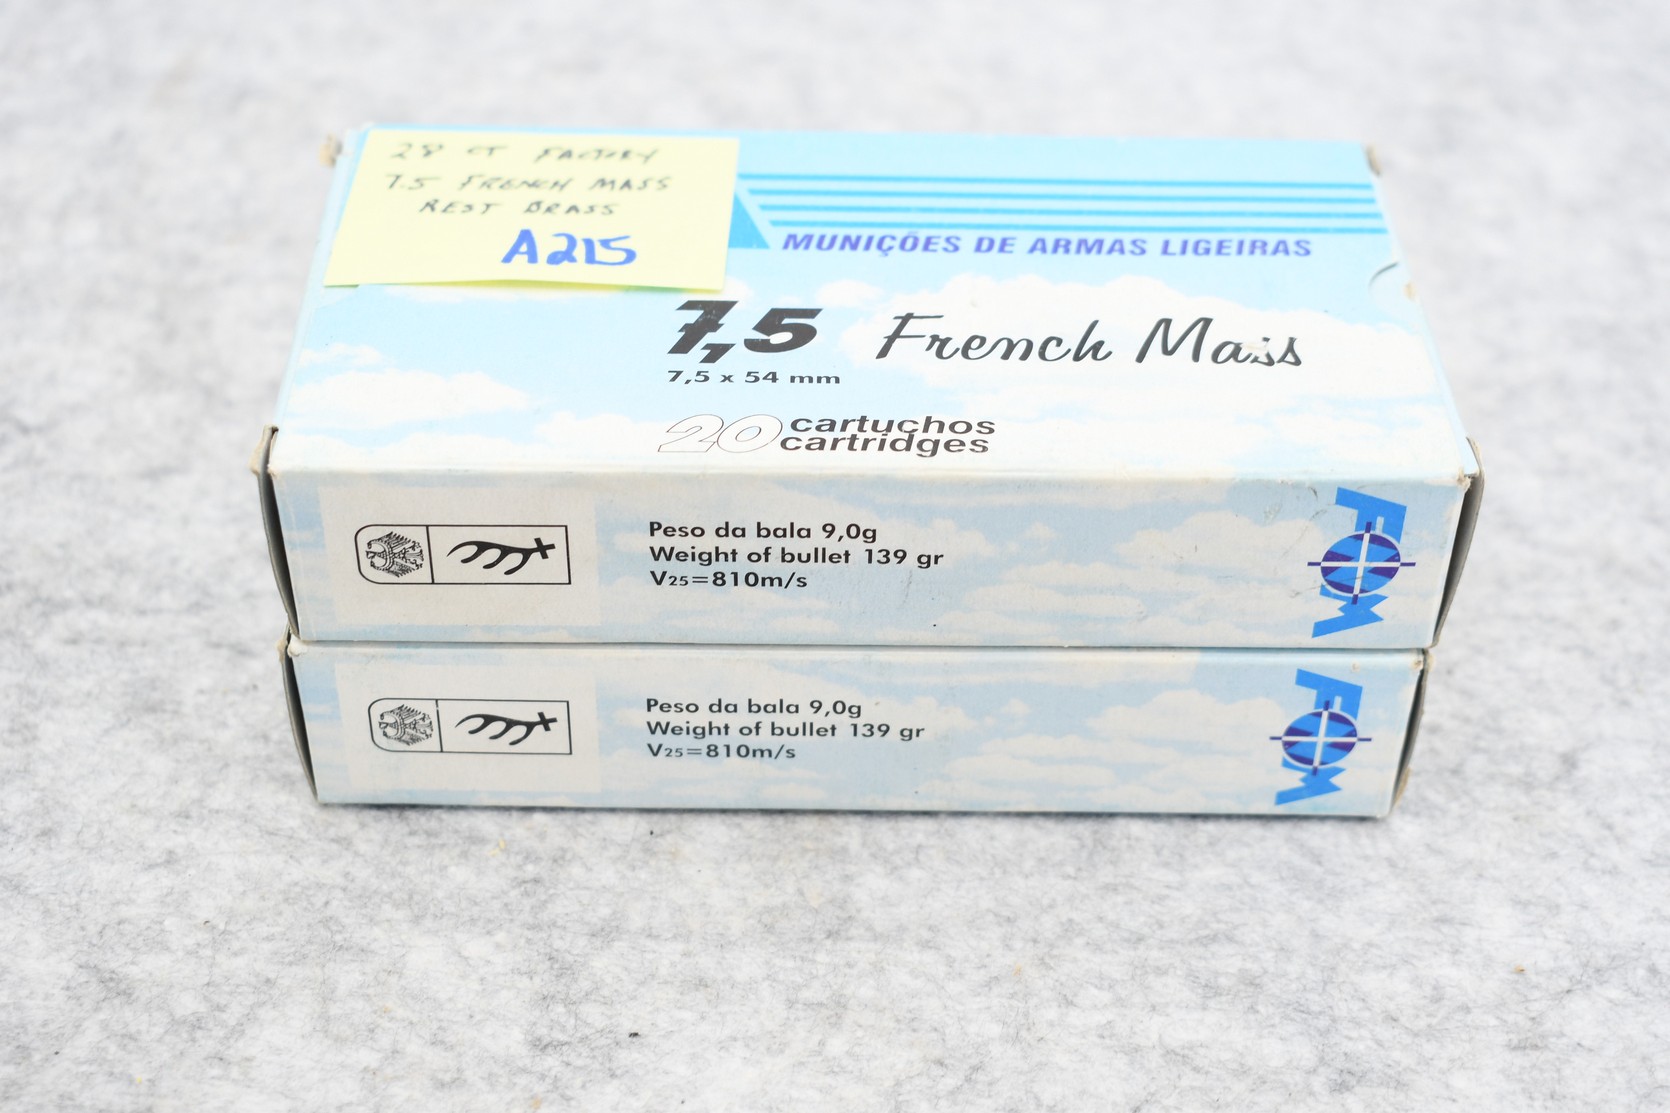 28 CT FACTORY
7.5 FRENCH MASS
REST BRASS
A215
MUNIÇÕES DE ARMAS LIGEIRAS
7,5 French Mass
7,5 x 54 mm
20 cartuchos
cartridges
Peso da bala 9,0g
Weight of bullet 139 gr
V25=810m/s
FOM
Peso da bala 9,0g
Weight of bullet 139 gr
V25=810m/s
FOM